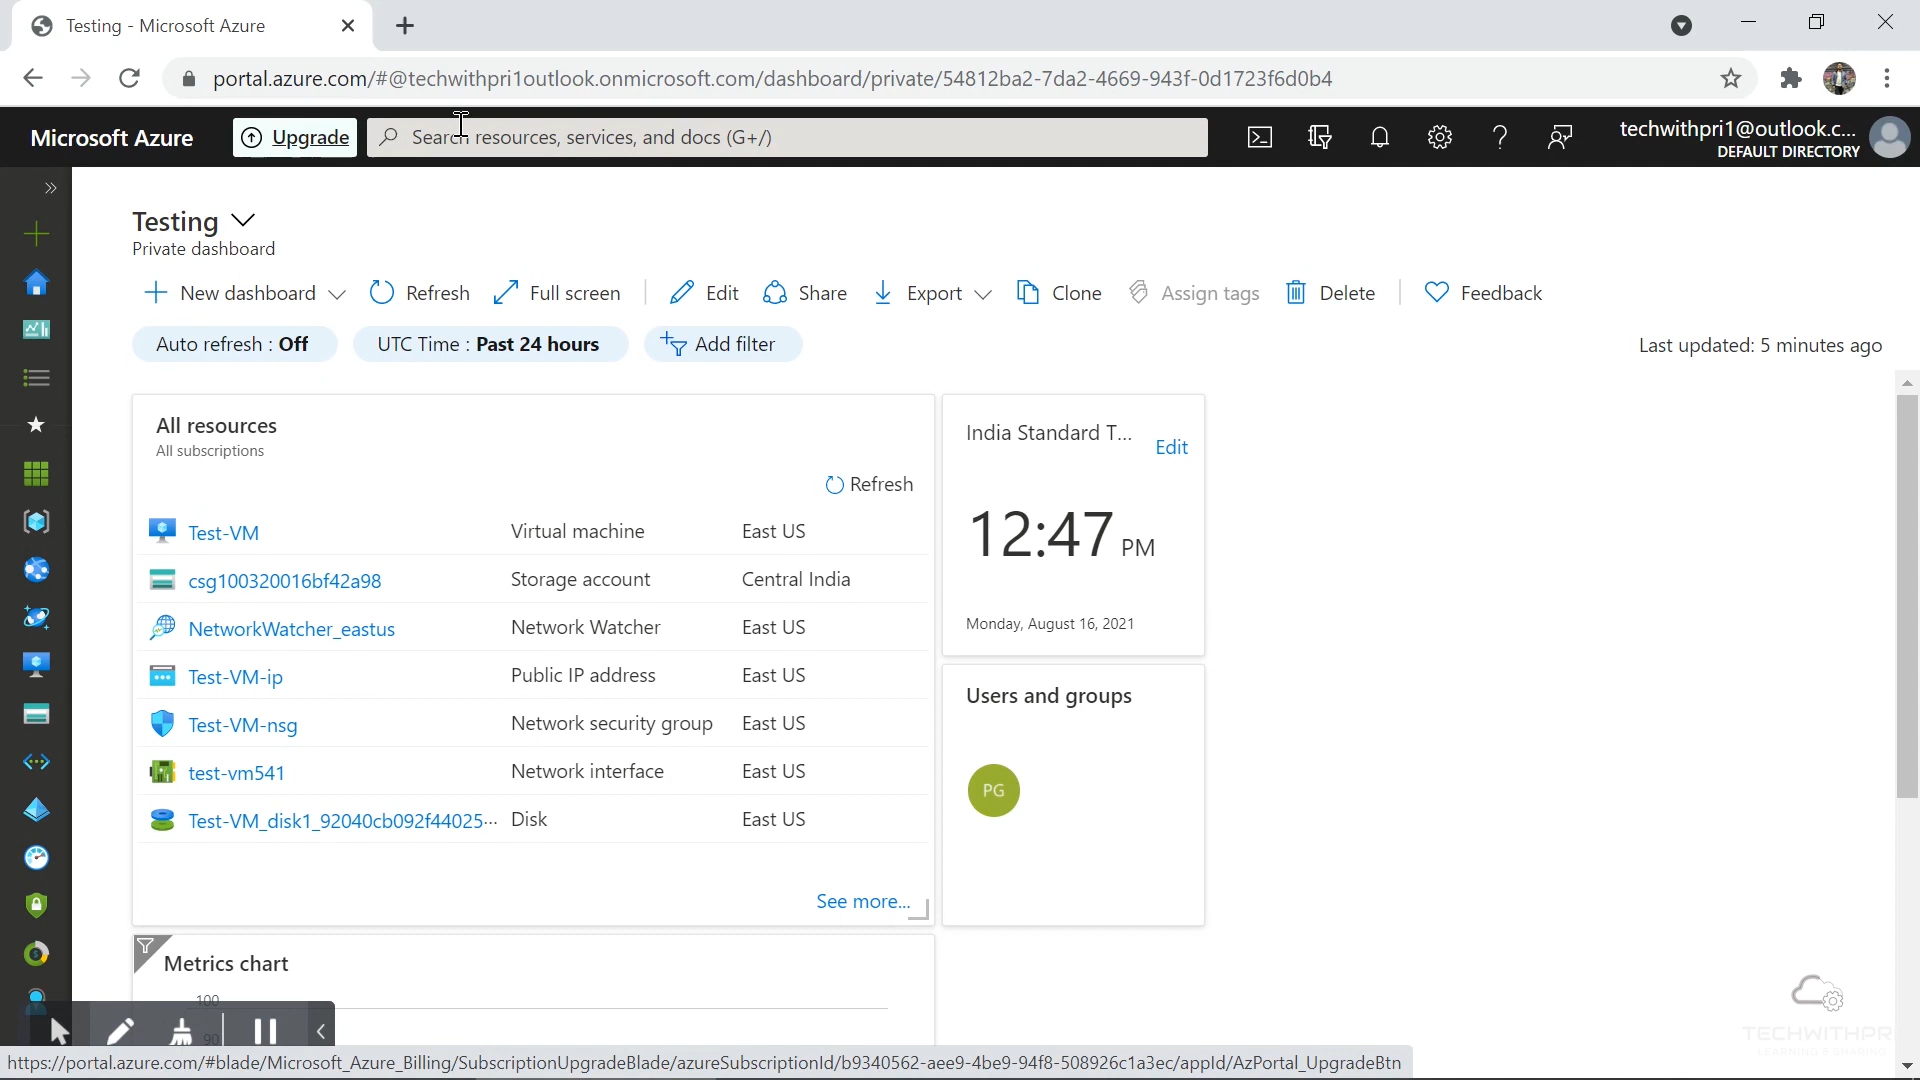 Testing - Microsoft Azure
portal.azure.com/#@techwithpri1outlook.onmicrosoft.com/dashboard/private/54812ba2-7da2-4669-943f-0d1723f6d0b4
Microsoft Azure
Upgrade
Search resources, services, and docs (G+/)
techwithpri1@outlook.c...
DEFAULT DIRECTORY
Testing
Private dashboard
New dashboard
Refresh
Full screen
Edit
Share
Export
Clone
Assign tags
Delete
Feedback
Auto refresh : Off
UTC Time : Past 24 hours
Add filter
Last updated: 5 minutes ago
All resources
All subscriptions
Refresh
Test-VM Virtual machine East US
csg100320016bf42a98 Storage account Central India
NetworkWatcher_eastus Network Watcher East US
Test-VM-ip Public IP address East US
Test-VM-nsg Network security group East US
test-vm541 Network interface East US
Test-VM_disk1_92040cb092f44025... Disk East US
See more...
India Standard T...
Edit
12:47 PM
Monday, August 16, 2021
Users and groups
PG
Metrics chart
100
90
https://portal.azure.com/#blade/Microsoft_Azure_Billing/SubscriptionUpgradeBlade/azureSubscriptionId/b9340562-aee9-4be9-94f8-508926c1a3ec/appId/AzPortal_UpgradeBtn
TECHWITHPR
LEARNING & SHARING